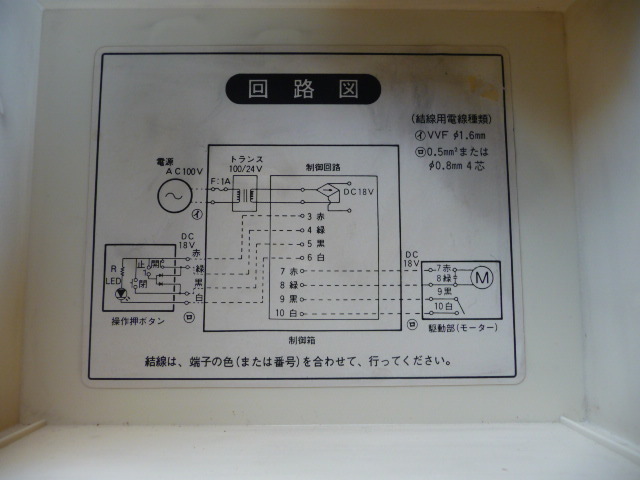 回路図
(結線用電線種類)
㋑VVF φ1.6mm
㋺0.5mm²または
φ0.8mm 4芯
電源
AC100V
F:1A
トランス
100/24V
制御回路
DC18V
㋑
3 赤
4 緑
5 黒
6 白
7 赤
8 緑
9 黒
10 白
DC
18V
赤
緑
黒
白
R
LED
止
開
閉
㋺
操作押ボタン
制御箱
DC
18V
7 赤
8 緑
9 黒
10 白
M
㋺
駆動部(モーター)
結線は、端子の色(または番号)を合わせて、行ってください。